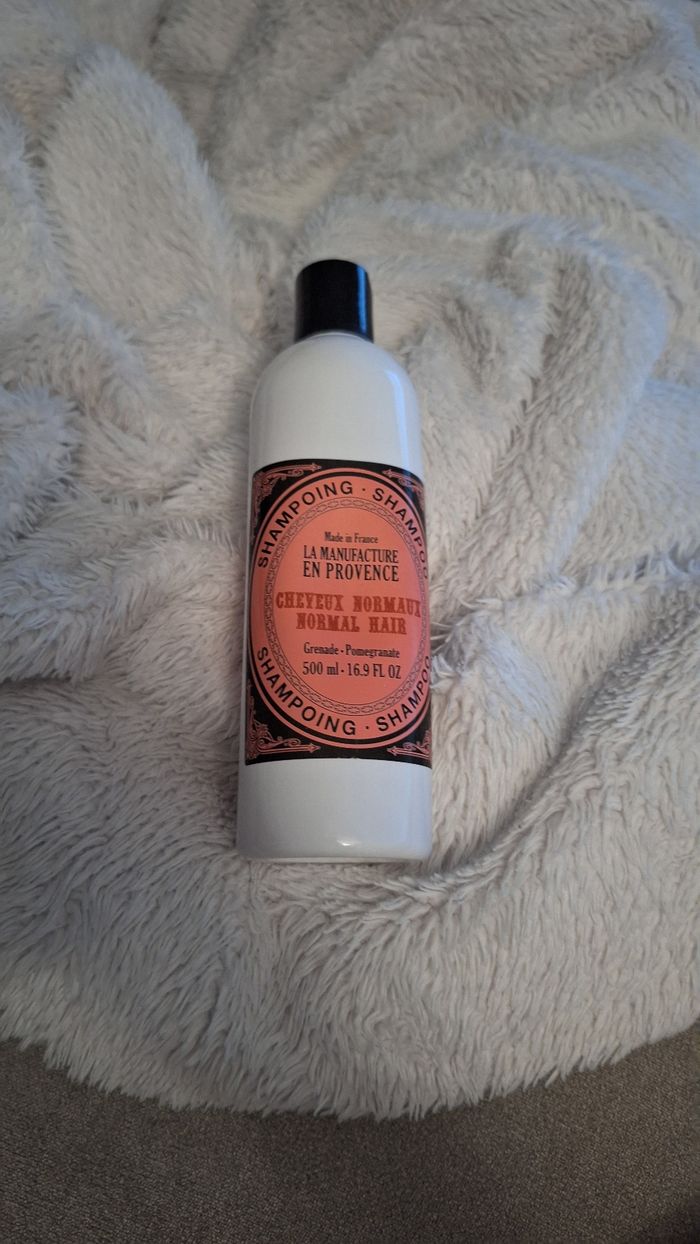 SHAMPOING · SHAMPOO
Made in France
LA MANUFACTURE
EN PROVENCE
CHEVEUX NORMAUX
NORMAL HAIR
Grenade · Pomegranate
500 ml · 16.9 FL OZ
SHAMPOING · SHAMPOO